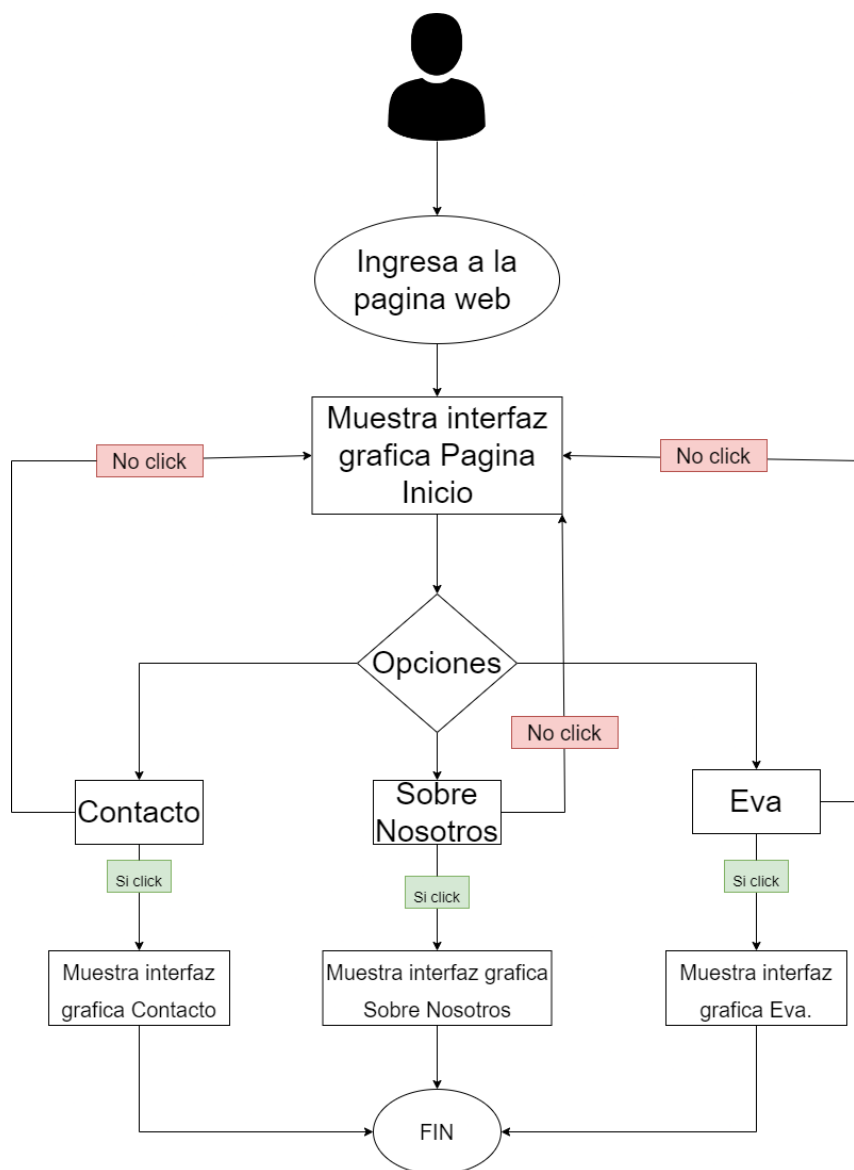 Ingresa a la
pagina web
Muestra interfaz
grafica Pagina
Inicio
No click
No click
Opciones
No click
Contacto
Sobre
Nosotros
Eva
Si click
Si click
Si click
Muestra interfaz
grafica Contacto
Muestra interfaz grafica
Sobre Nosotros
Muestra interfaz
grafica Eva.
FIN